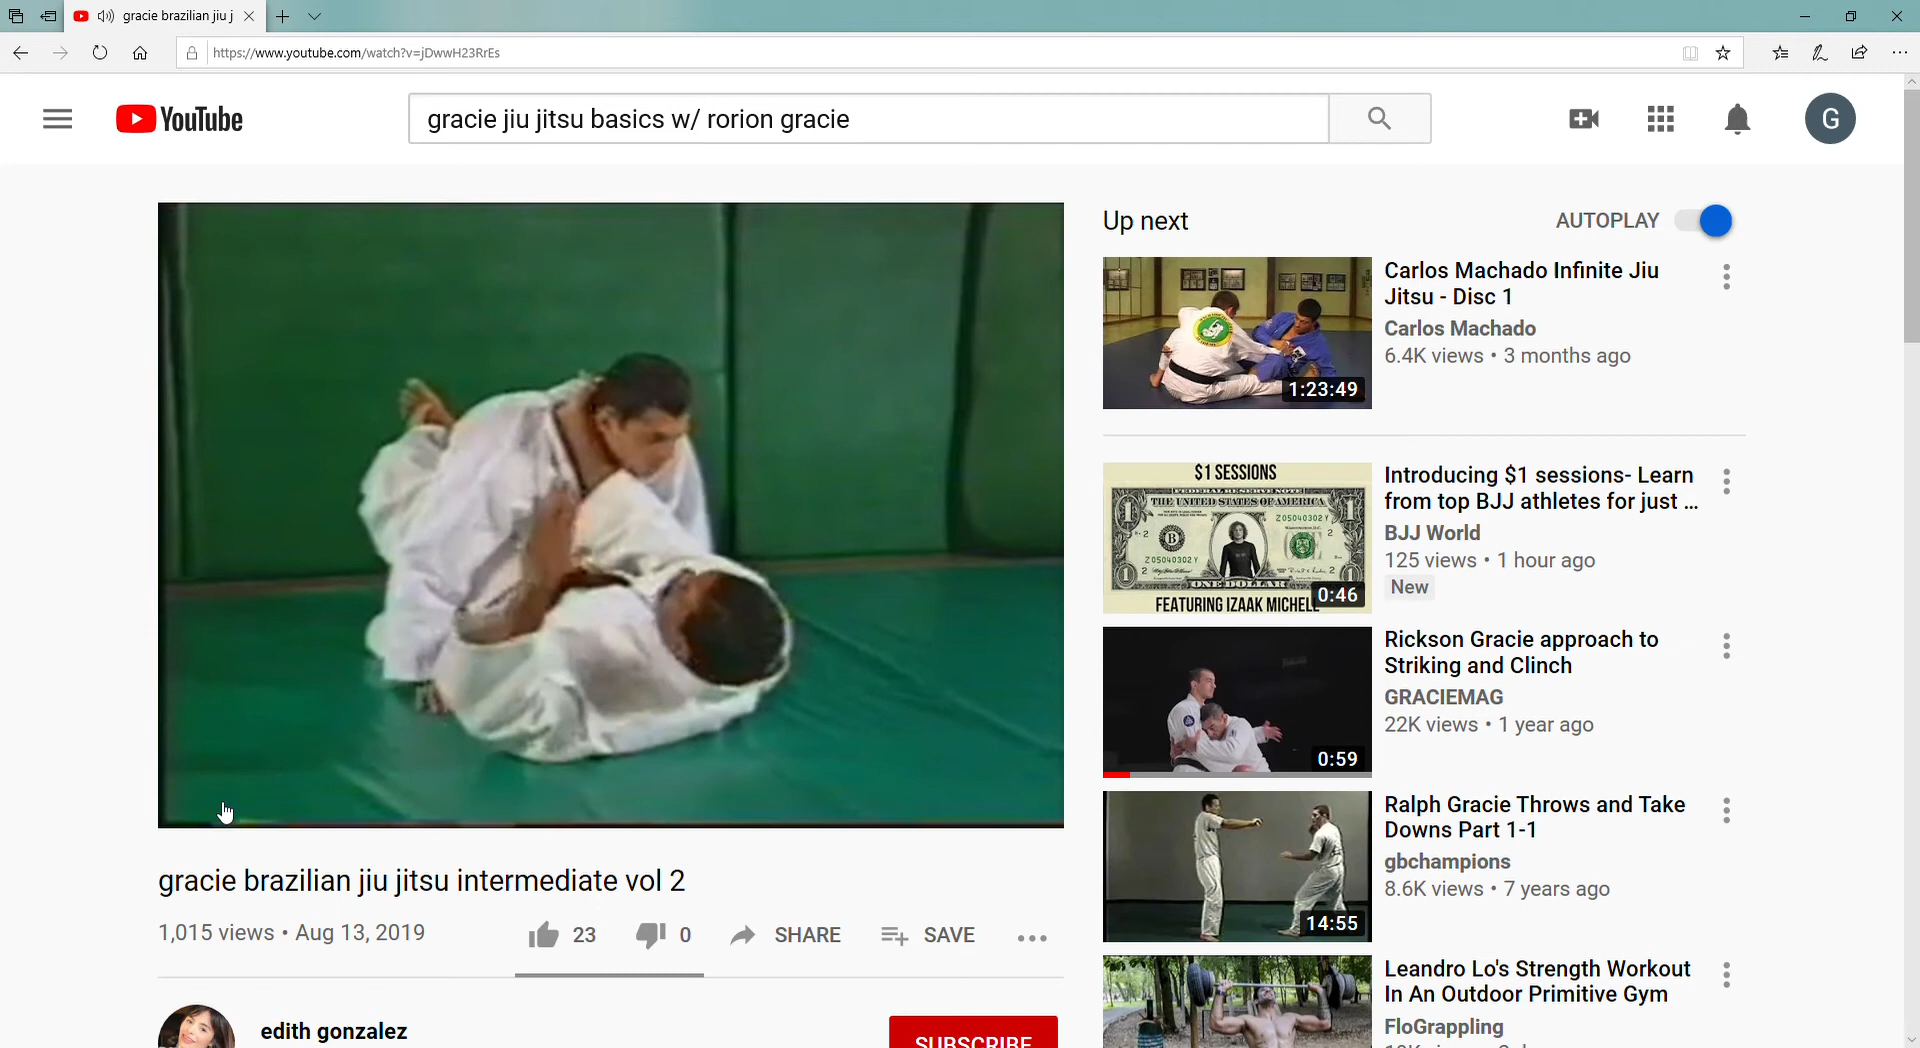 gracie brazilian jiu j
https://www.youtube.com/watch?v=jDwwH23RrEs
YouTube
gracie jiu jitsu basics w/ rorion gracie
G
Up next
AUTOPLAY
Carlos Machado Infinite Jiu
Jitsu - Disc 1
Carlos Machado
6.4K views • 3 months ago
1:23:49
$1 SESSIONS
FEDERAL RESERVE NOTE
THE UNITED STATES OF AMERICA
Z05040302Y
Z05040302Y
ONE DOLLAR
FEATURING IZAAK MICHELL
0:46
Introducing $1 sessions- Learn
from top BJJ athletes for just ...
BJJ World
125 views • 1 hour ago
New
0:59
Rickson Gracie approach to
Striking and Clinch
GRACIEMAG
22K views • 1 year ago
14:55
Ralph Gracie Throws and Take
Downs Part 1-1
gbchampions
8.6K views • 7 years ago
Leandro Lo's Strength Workout
In An Outdoor Primitive Gym
FloGrappling
gracie brazilian jiu jitsu intermediate vol 2
1,015 views • Aug 13, 2019
23
0
SHARE
SAVE
edith gonzalez
SUBSCRIBE